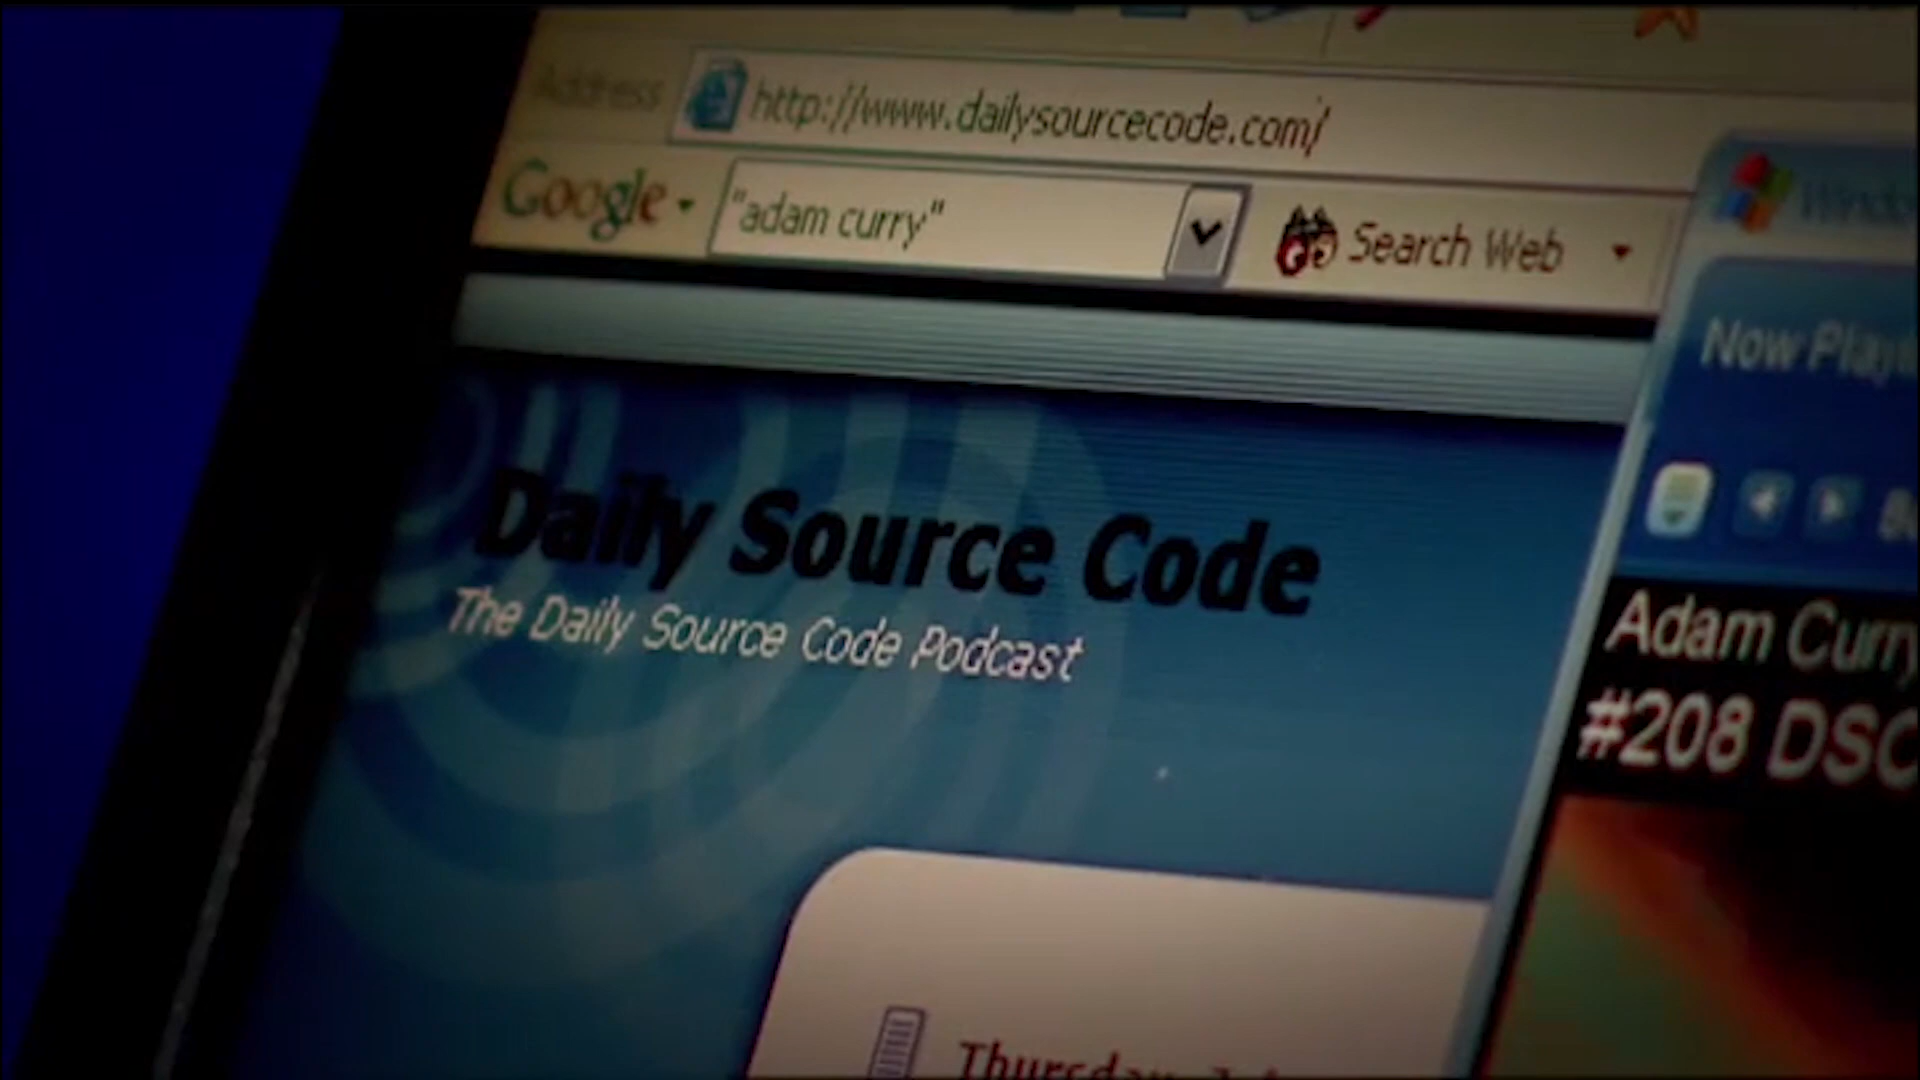 Address http://www.dailysourcecode.com/
Google "adam curry" Search Web
Now
Daily Source Code
The Daily Source Code Podcast
Adam Curry
#208 DSC
Thursday